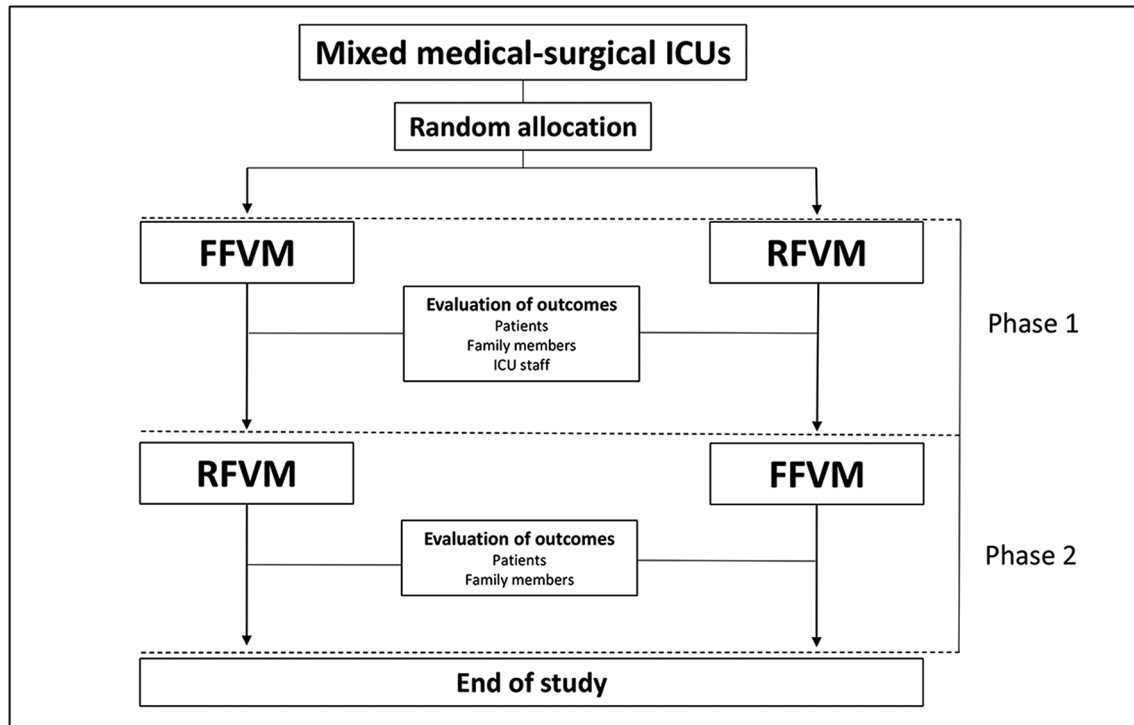 Mixed medical-surgical ICUs
Random allocation
FFVM
RFVM
Evaluation of outcomes
Patients
Family members
ICU staff
Phase 1
RFVM
FFVM
Evaluation of outcomes
Patients
Family members
Phase 2
End of study